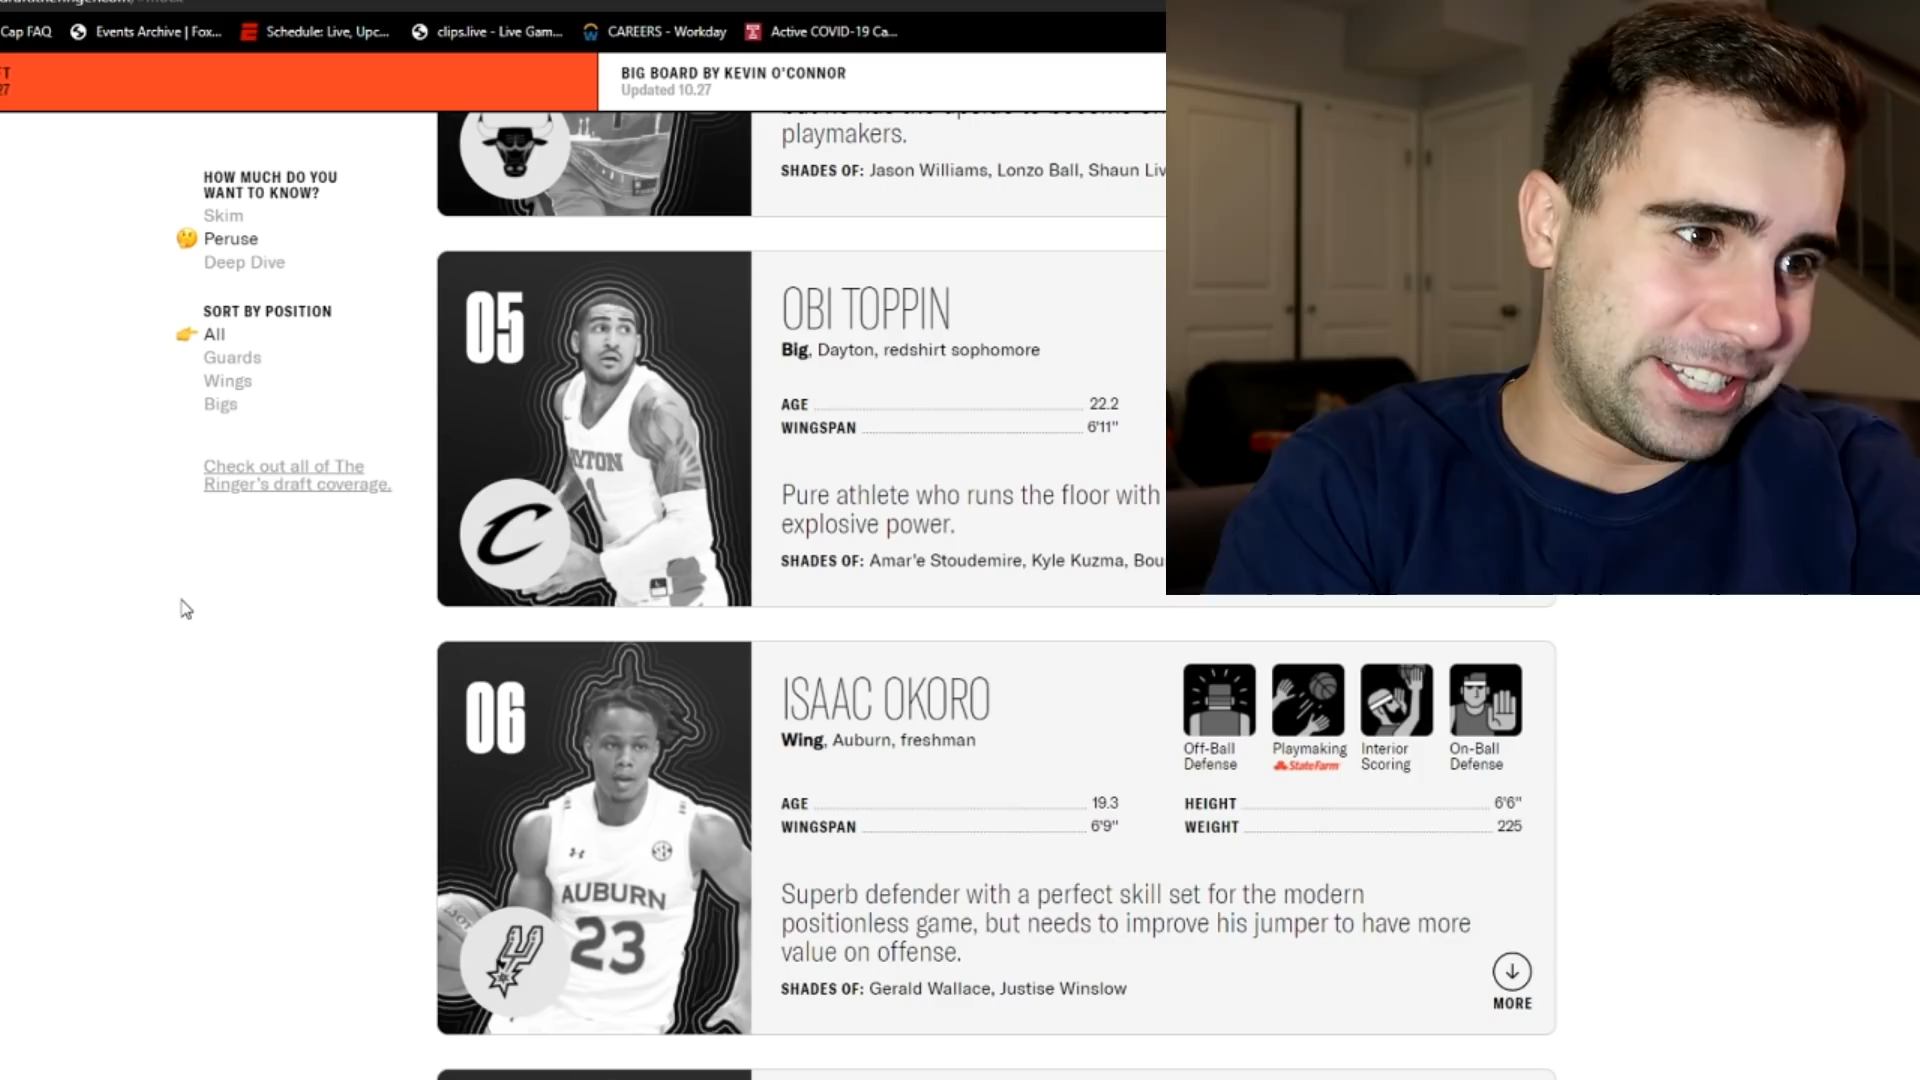 Cap FAQ
Events Archive | Fox...
Schedule: Live, Upc...
clips.live - Live Gam...
CAREERS - Workday
Active COVID-19 Ca...
BIG BOARD BY KEVIN O'CONNOR
Updated 10.27
HOW MUCH DO YOU
WANT TO KNOW?
Skim
🤔 Peruse
Deep Dive
SORT BY POSITION
👉 All
Guards
Wings
Bigs
Check out all of The
Ringer's draft coverage.
playmakers.
SHADES OF: Jason Williams, Lonzo Ball, Shaun Liv
05
OBI TOPPIN
Big, Dayton, redshirt sophomore
AGE 22.2
WINGSPAN 6'11"
Pure athlete who runs the floor with
explosive power.
SHADES OF: Amar'e Stoudemire, Kyle Kuzma, Bou
YTON
1
06
ISAAC OKORO
Wing, Auburn, freshman
Off-Ball
Defense
Playmaking
StateFarm
Interior
Scoring
On-Ball
Defense
AGE 19.3
WINGSPAN 6'9"
HEIGHT 6'6"
WEIGHT 225
Superb defender with a perfect skill set for the modern
positionless game, but needs to improve his jumper to have more
value on offense.
SHADES OF: Gerald Wallace, Justise Winslow
MORE
AUBURN
23